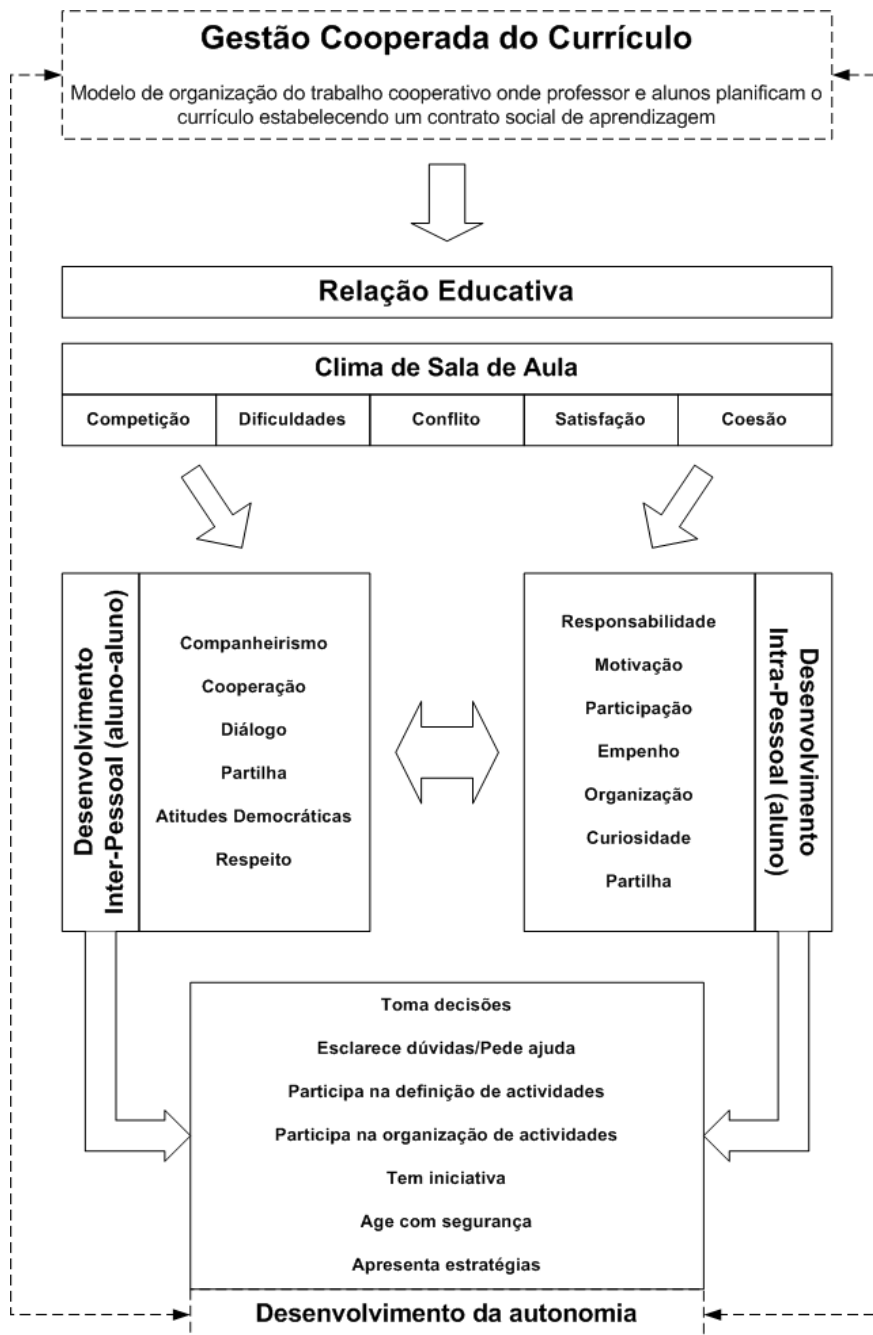 Gestão Cooperada do Currículo
Modelo de organização do trabalho cooperativo onde professor e alunos planificam o
currículo estabelecendo um contrato social de aprendizagem
Relação Educativa
Clima de Sala de Aula
Competição
Dificuldades
Conflito
Satisfação
Coesão
Desenvolvimento
Inter-Pessoal (aluno-aluno)
Companheirismo
Cooperação
Diálogo
Partilha
Atitudes Democráticas
Respeito
Responsabilidade
Motivação
Participação
Empenho
Organização
Curiosidade
Partilha
Desenvolvimento
Intra-Pessoal (aluno)
Toma decisões
Esclarece dúvidas/Pede ajuda
Participa na definição de actividades
Participa na organização de actividades
Tem iniciativa
Age com segurança
Apresenta estratégias
Desenvolvimento da autonomia